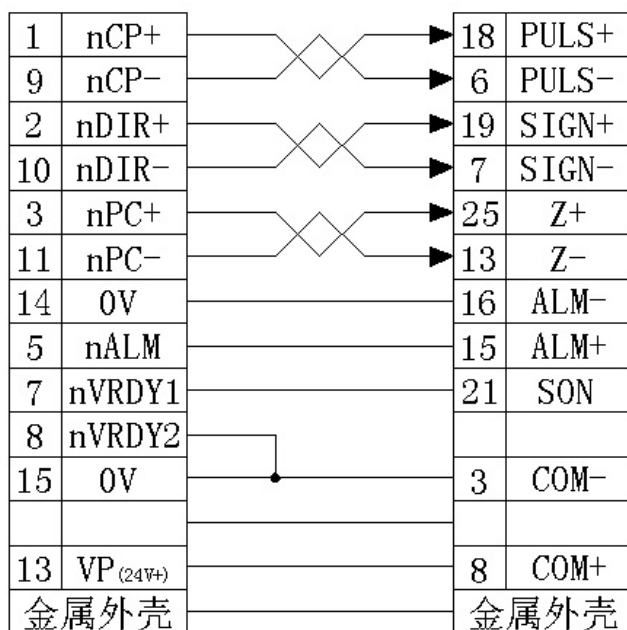 1 nCP+ 18 PULS+
9 nCP- 6 PULS-
2 nDIR+ 19 SIGN+
10 nDIR- 7 SIGN-
3 nPC+ 25 Z+
11 nPC- 13 Z-
14 0V 16 ALM-
5 nALM 15 ALM+
7 nVRDY1 21 SON
8 nVRDY2
15 0V 3 COM-
13 VP(24V+) 8 COM+
金属外壳 金属外壳